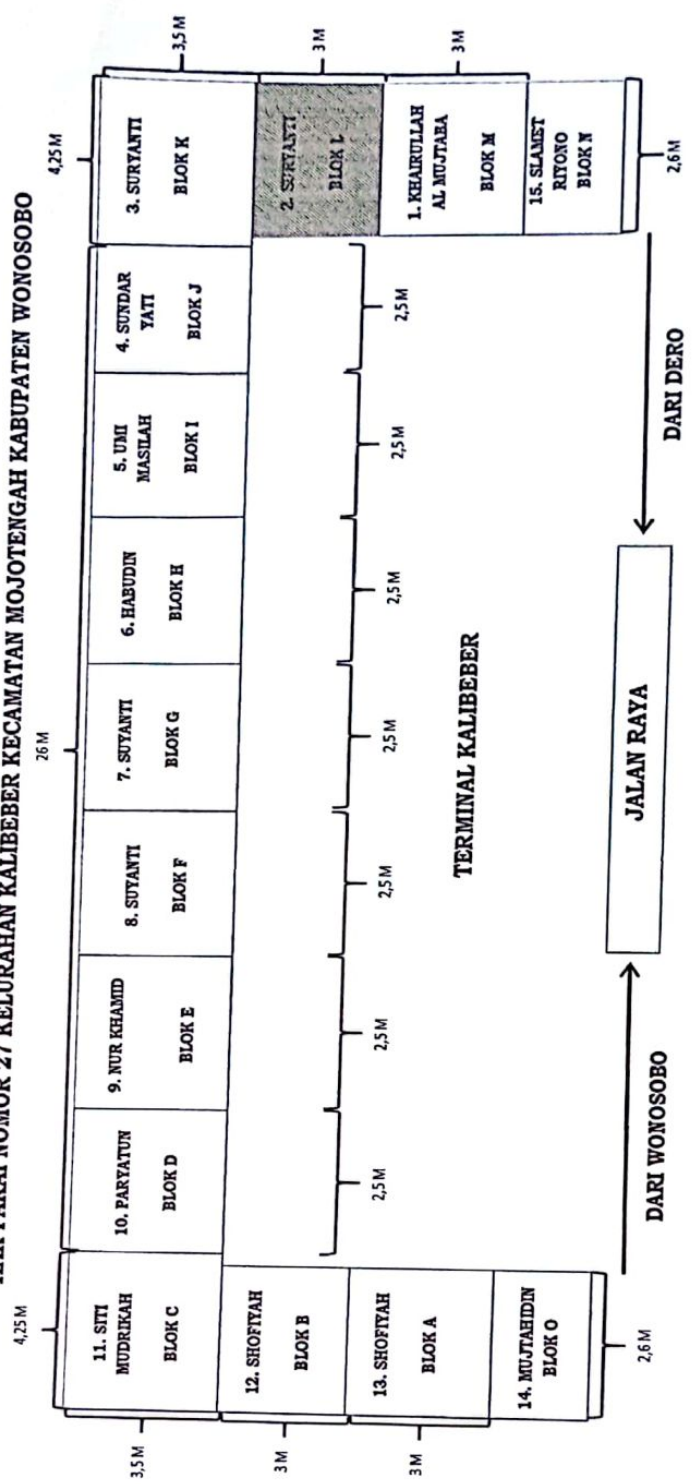 HAK PAKAI NOMOR 27 KELURAHAN KALIBEBER KECAMATAN MOJOTENGAH KABUPATEN WONOSOBO
4,25 M
26 M
4,25 M
3,5 M
11. SITI
MUDRIKAH
BLOK C
10. PARYATUN
BLOK D
9. NUR KHAMID
BLOK E
8. SUYANTI
BLOK F
7. SUYANTI
BLOK G
6. HABUDIN
BLOK H
5. UMI
MASILAH
BLOK I
4. SUNDAR
YATI
BLOK J
3. SURYANTI
BLOK K
3,5 M
3 M
12. SHOFIYAH
BLOK B
2. SURYANTI
BLOK L
3 M
2,5 M
2,5 M
2,5 M
2,5 M
2,5 M
2,5 M
2,5 M
3 M
13. SHOFIYAH
BLOK A
1. KHAIRULLAH
AL MUJTABA
BLOK M
3 M
TERMINAL KALIBEBER
14. MUJTAHIDIN
BLOK O
15. SLAMET
RIYONO
BLOK N
2,6 M
2,6 M
DARI WONOSOBO
JALAN RAYA
DARI DERO